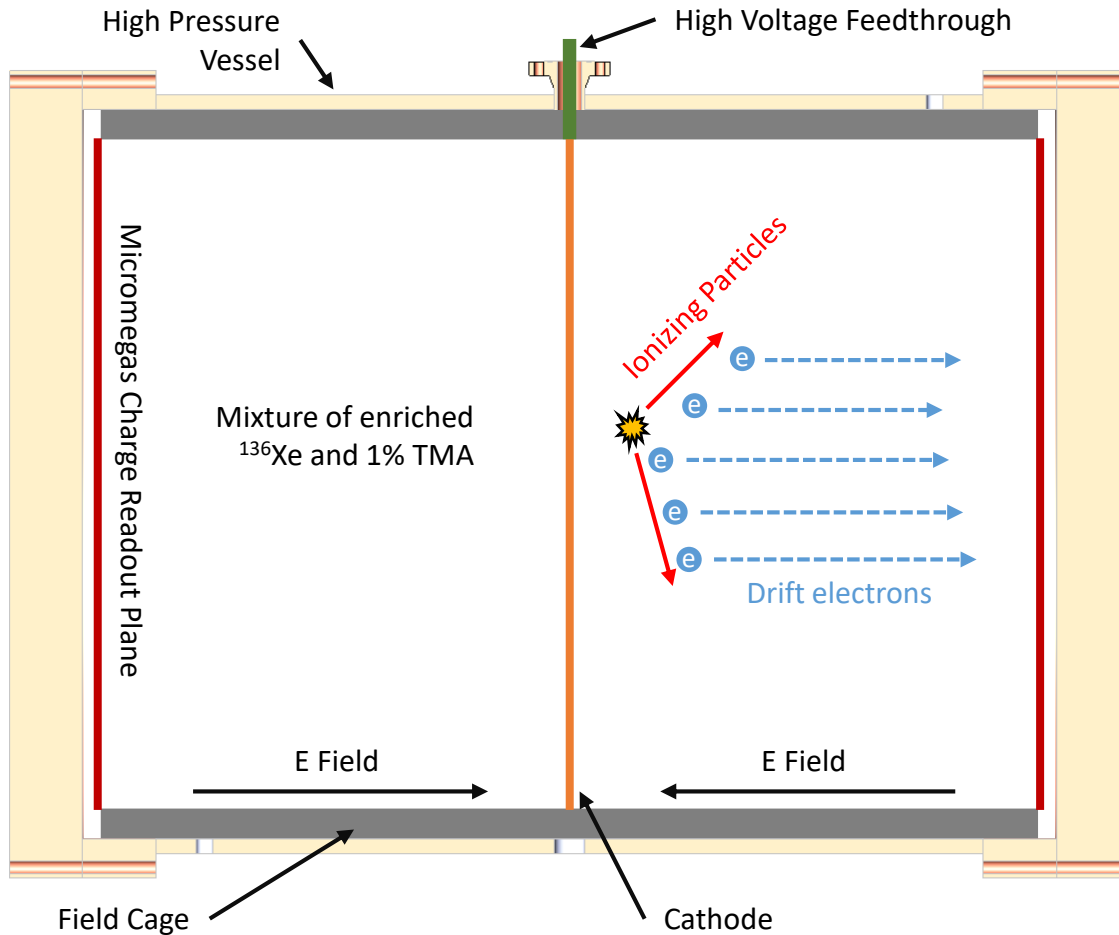 High Pressure
Vessel
High Voltage Feedthrough
Micromegas Charge Readout Plane
Ionizing Particles
Mixture of enriched
¹³⁶Xe and 1% TMA
e
e
e
e
e
Drift electrons
E Field
E Field
Field Cage
Cathode